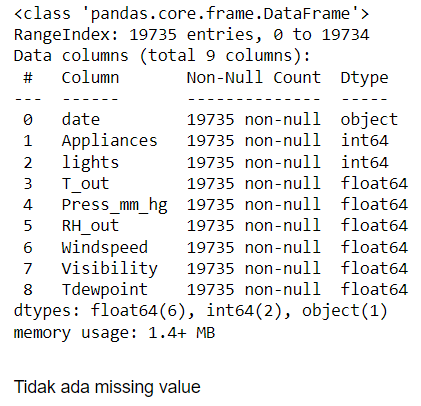 <class 'pandas.core.frame.DataFrame'>
RangeIndex: 19735 entries, 0 to 19734
Data columns (total 9 columns):
 #   Column       Non-Null Count  Dtype
---  ------       --------------  -----
 0   date         19735 non-null  object
 1   Appliances   19735 non-null  int64
 2   lights       19735 non-null  int64
 3   T_out        19735 non-null  float64
 4   Press_mm_hg  19735 non-null  float64
 5   RH_out       19735 non-null  float64
 6   Windspeed    19735 non-null  float64
 7   Visibility   19735 non-null  float64
 8   Tdewpoint    19735 non-null  float64
dtypes: float64(6), int64(2), object(1)
memory usage: 1.4+ MB
Tidak ada missing value